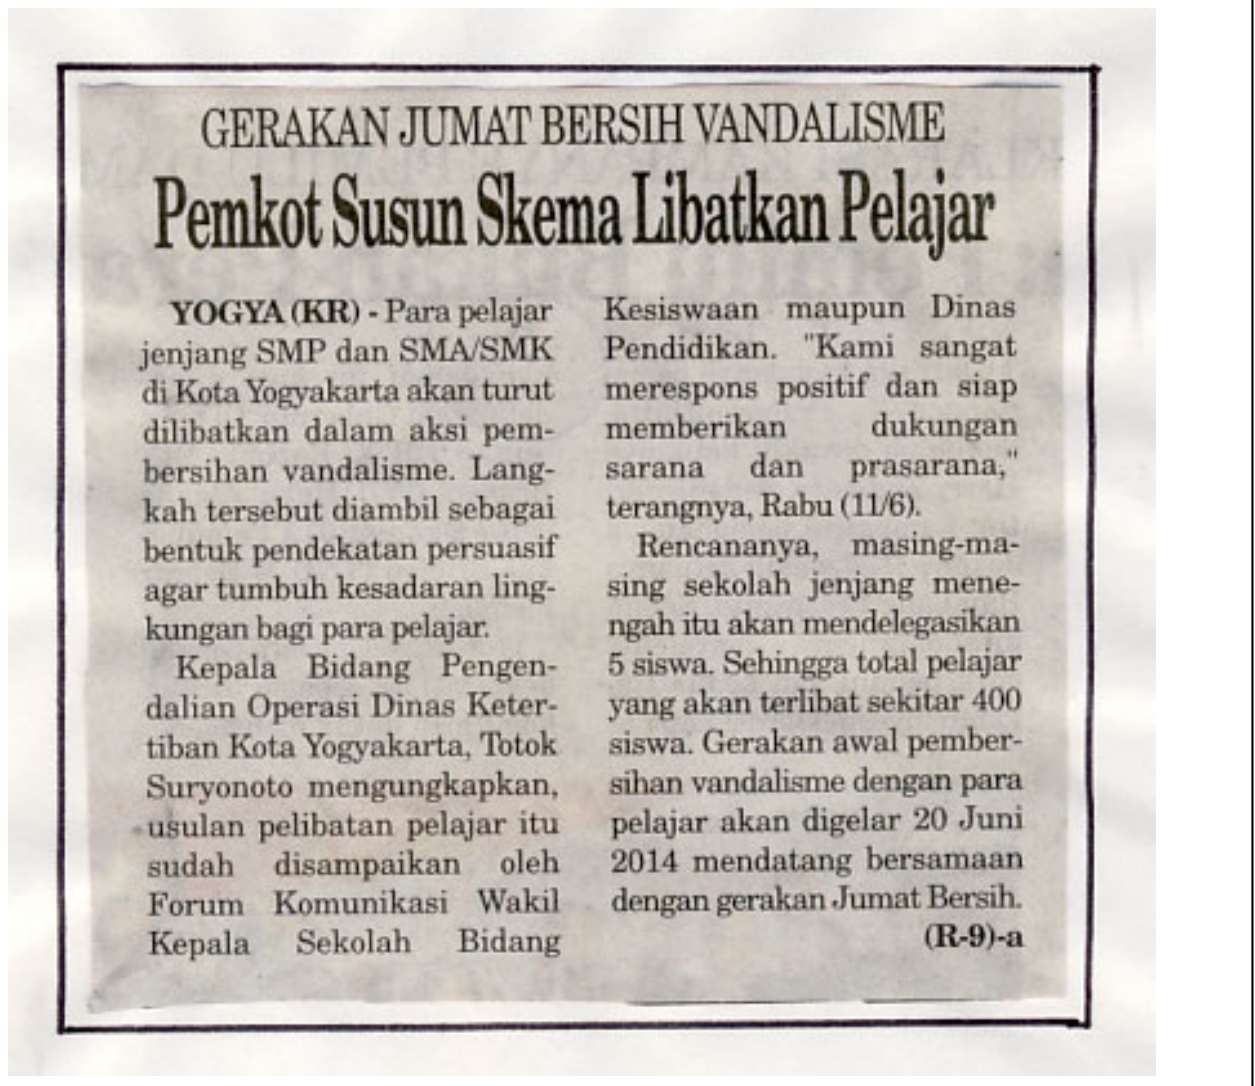 GERAKAN JUMAT BERSIH VANDALISME
Pemkot Susun Skema Libatkan Pelajar
YOGYA (KR) - Para pelajar
jenjang SMP dan SMA/SMK
di Kota Yogyakarta akan turut
dilibatkan dalam aksi pem-
bersihan vandalisme. Lang-
kah tersebut diambil sebagai
bentuk pendekatan persuasif
agar tumbuh kesadaran ling-
kungan bagi para pelajar.
Kepala Bidang Pengen-
dalian Operasi Dinas Keter-
tiban Kota Yogyakarta, Totok
Suryonoto mengungkapkan,
usulan pelibatan pelajar itu
sudah disampaikan oleh
Forum Komunikasi Wakil
Kepala Sekolah Bidang
Kesiswaan maupun Dinas
Pendidikan. "Kami sangat
merespons positif dan siap
memberikan dukungan
sarana dan prasarana,"
terangnya, Rabu (11/6).
Rencananya, masing-ma-
sing sekolah jenjang mene-
ngah itu akan mendelegasikan
5 siswa. Sehingga total pelajar
yang akan terlibat sekitar 400
siswa. Gerakan awal pember-
sihan vandalisme dengan para
pelajar akan digelar 20 Juni
2014 mendatang bersamaan
dengan gerakan Jumat Bersih.
(R-9)-a